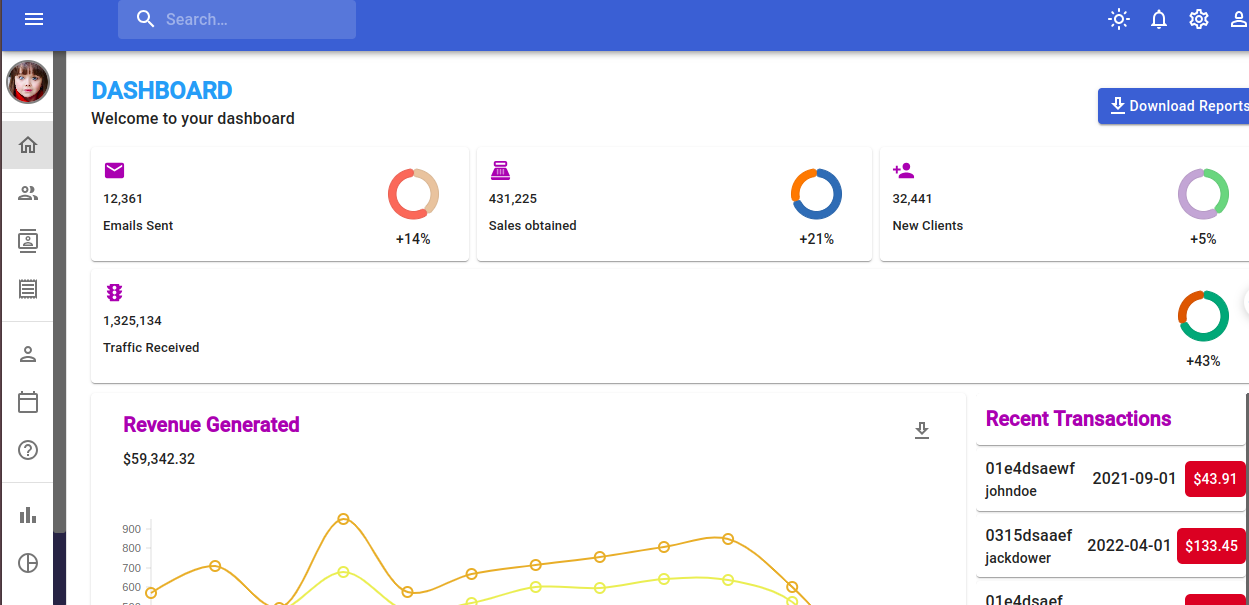 Search…
DASHBOARD
Welcome to your dashboard
Download Reports
12,361
Emails Sent
+14%
431,225
Sales obtained
+21%
32,441
New Clients
+5%
1,325,134
Traffic Received
+43%
Revenue Generated
$59,342.32
900
800
700
600
Recent Transactions
01e4dsaewf
johndoe
2021-09-01
$43.91
0315dsaaef
jackdower
2022-04-01
$133.45
01e4dsaef